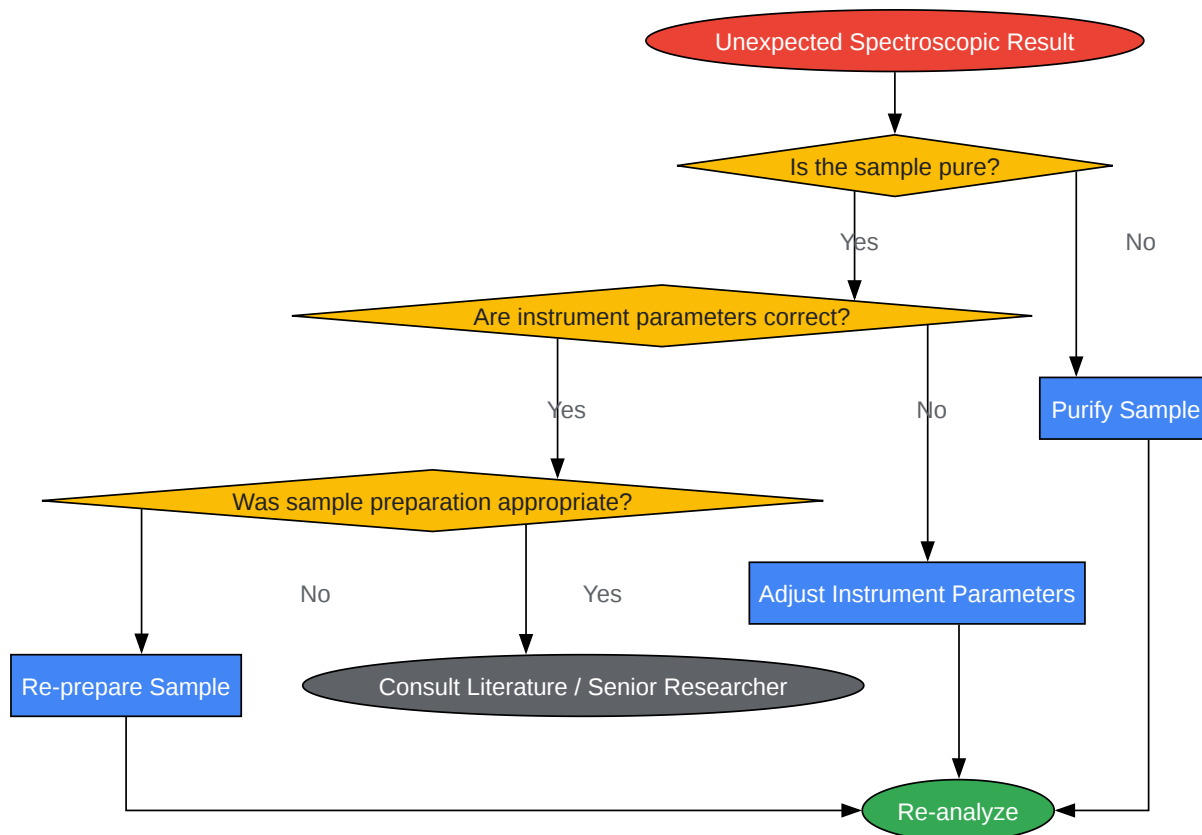 Unexpected Spectroscopic Result
Is the sample pure?
Yes
No
Are instrument parameters correct?
Yes
No
Purify Sample
Was sample preparation appropriate?
No
Yes
Adjust Instrument Parameters
Re-prepare Sample
Consult Literature / Senior Researcher
Re-analyze